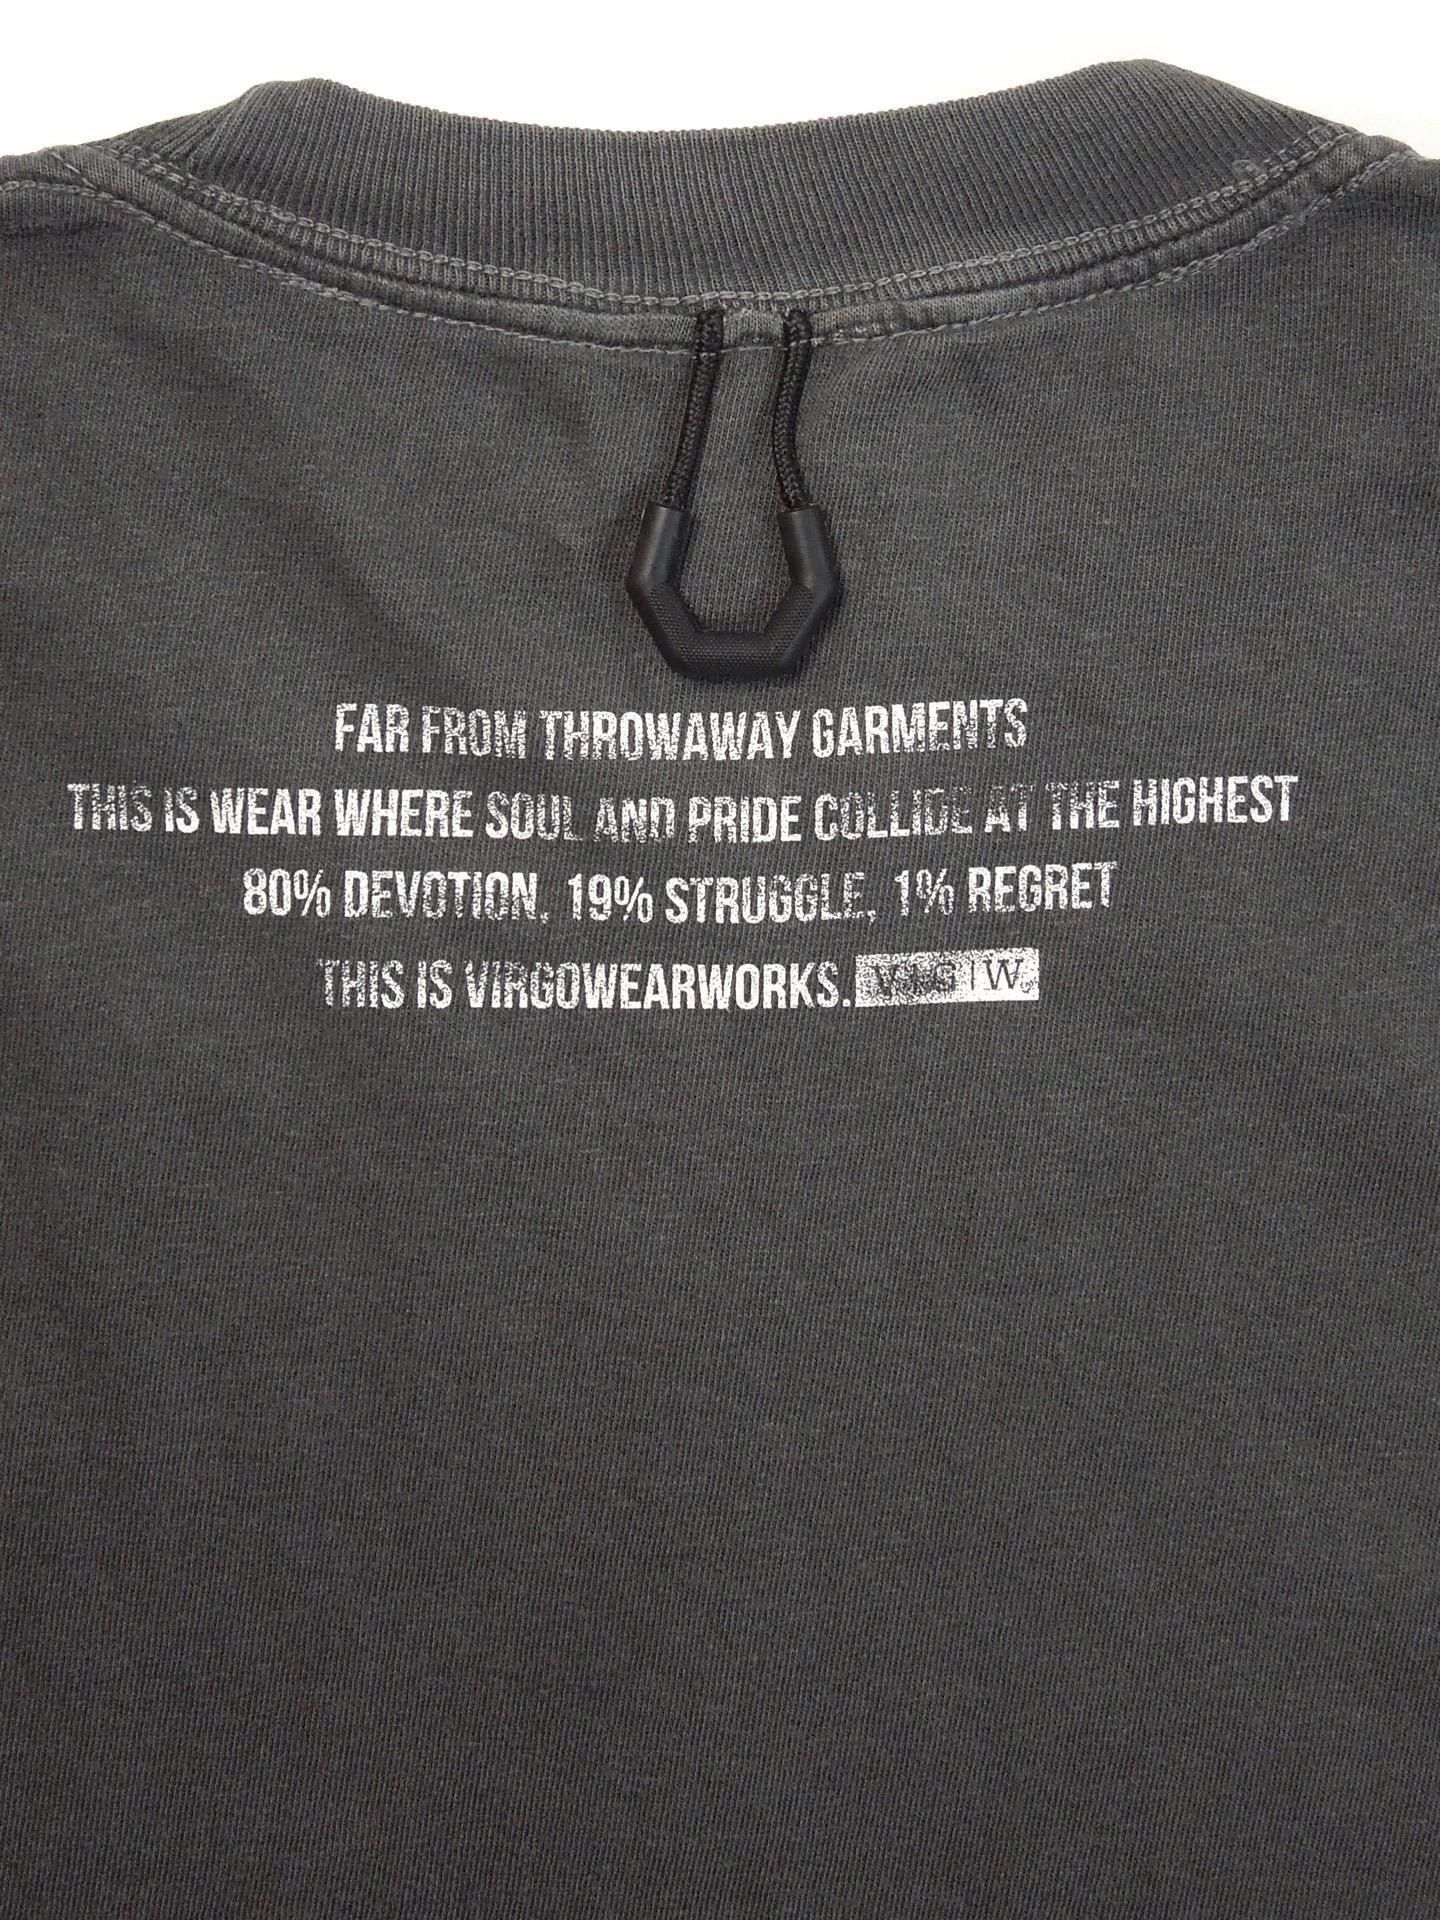 FAR FROM THROWAWAY GARMENTS
THIS IS WEAR WHERE SOUL AND PRIDE COLLIDE AT THE HIGHEST
80% DEVOTION, 19% STRUGGLE, 1% REGRET
THIS IS VIRGOWEARWORKS.